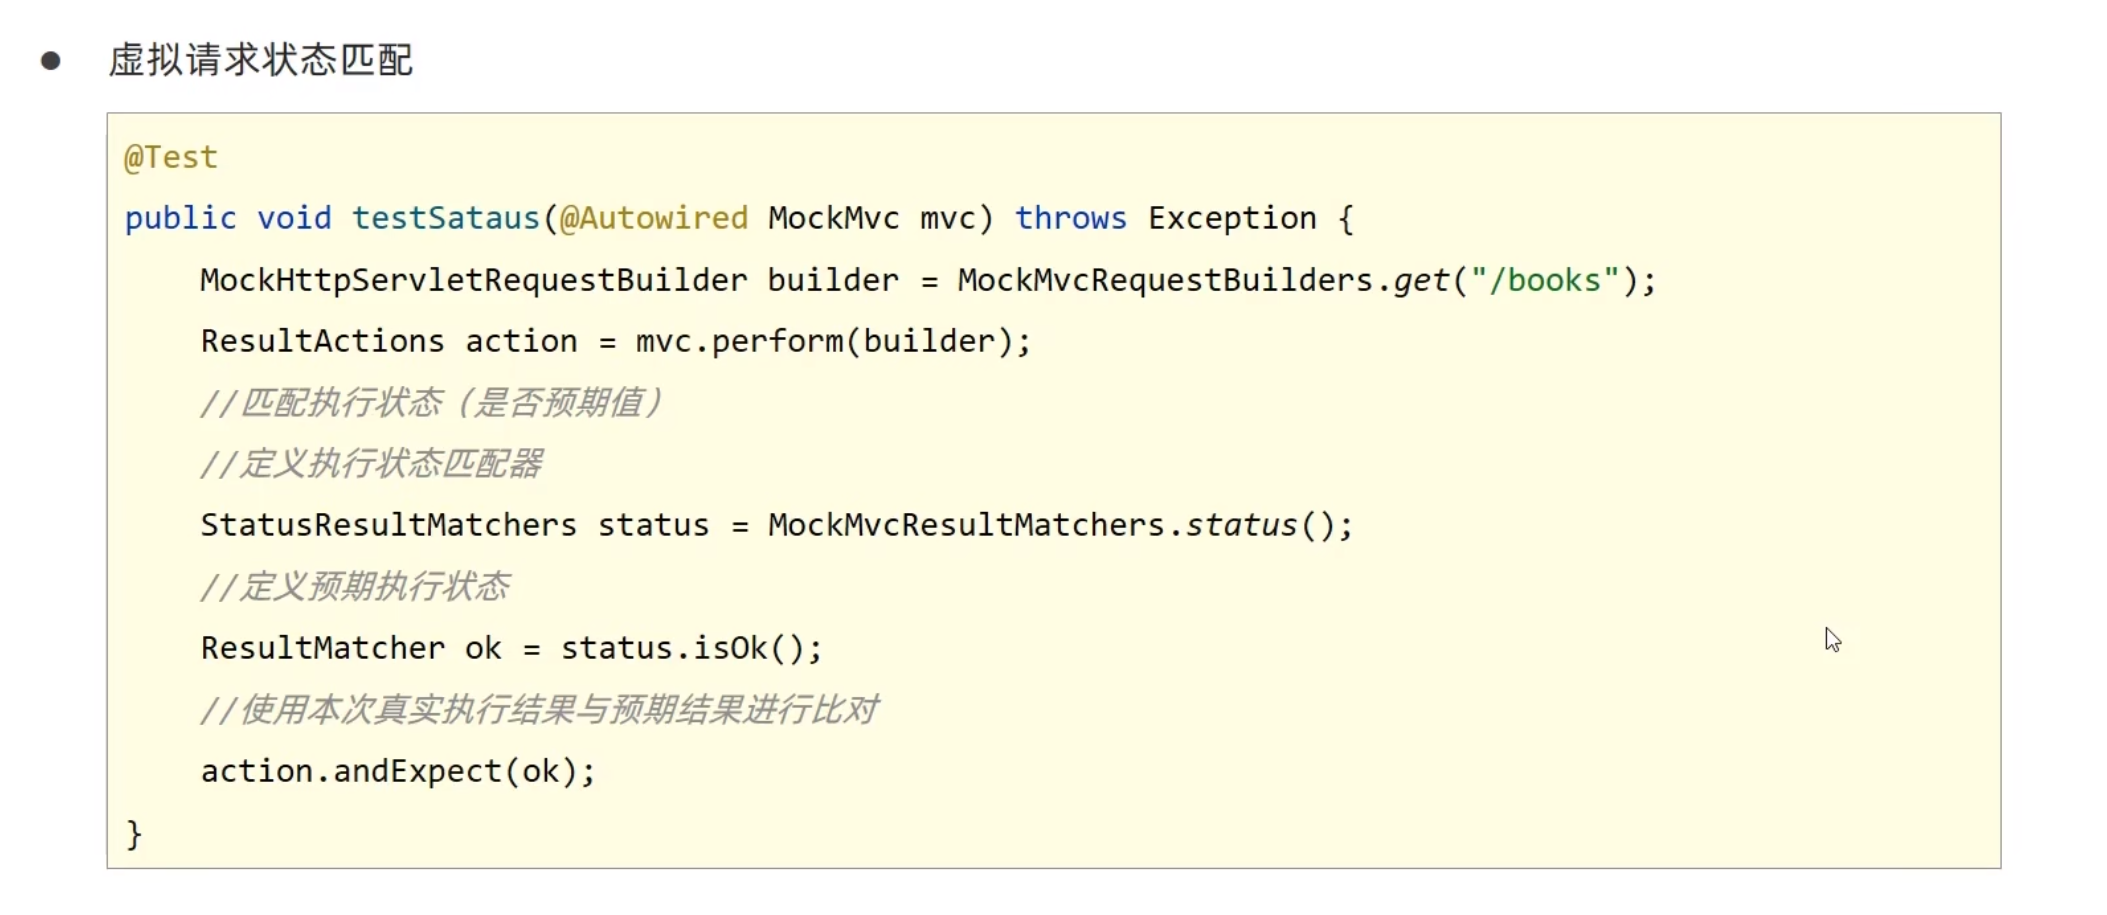 ● 虚拟请求状态匹配
@Test
public void testSataus(@Autowired MockMvc mvc) throws Exception {
    MockHttpServletRequestBuilder builder = MockMvcRequestBuilders.get("/books");
    ResultActions action = mvc.perform(builder);
    //匹配执行状态（是否预期值）
    //定义执行状态匹配器
    StatusResultMatchers status = MockMvcResultMatchers.status();
    //定义预期执行状态
    ResultMatcher ok = status.isOk();
    //使用本次真实执行结果与预期结果进行比对
    action.andExpect(ok);
}